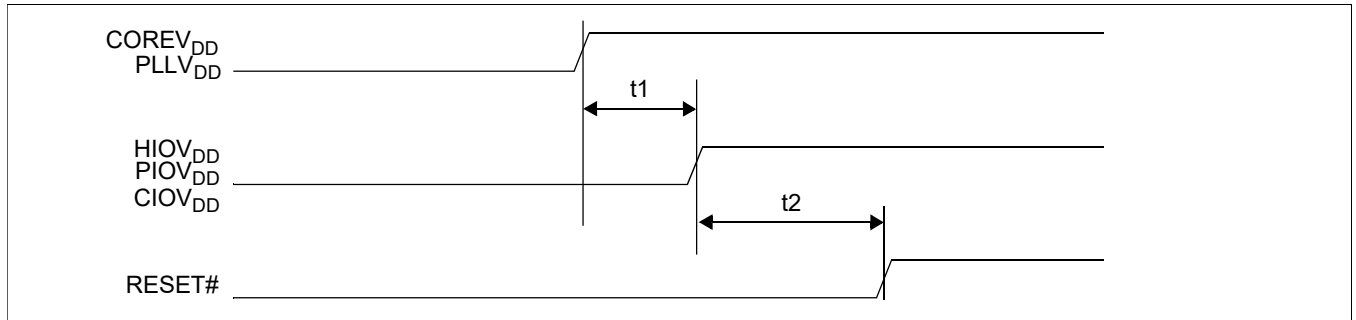 COREVDD
PLLVDD
t1
HIOVDD
PIOVDD
CIOVDD
t2
RESET#